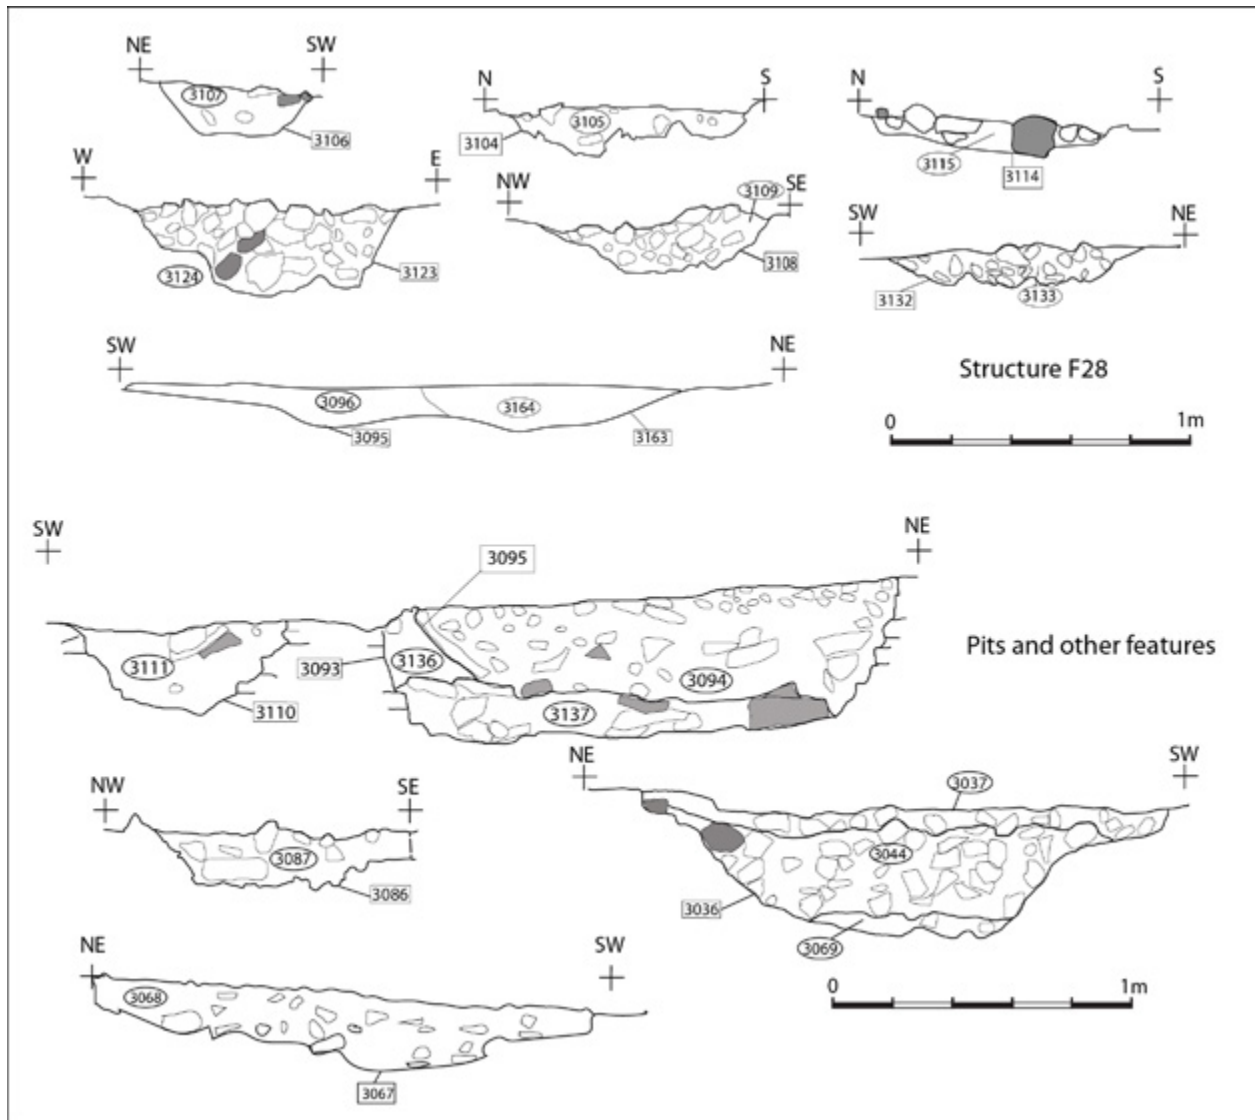 NE SW
3107
3106
N S
3105
3104
N S
3115
3114
W E
3124
3123
NW SE
3109
3108
SW NE
3132
3133
SW NE
3096
3164
3095
3163
Structure F28
0 1m
SW NE
3095
3111
3093
3136
3094
3110
3137
Pits and other features
NW SE
3087
3086
NE SW
3037
3044
3036
3069
NE SW
3068
3067
0 1m